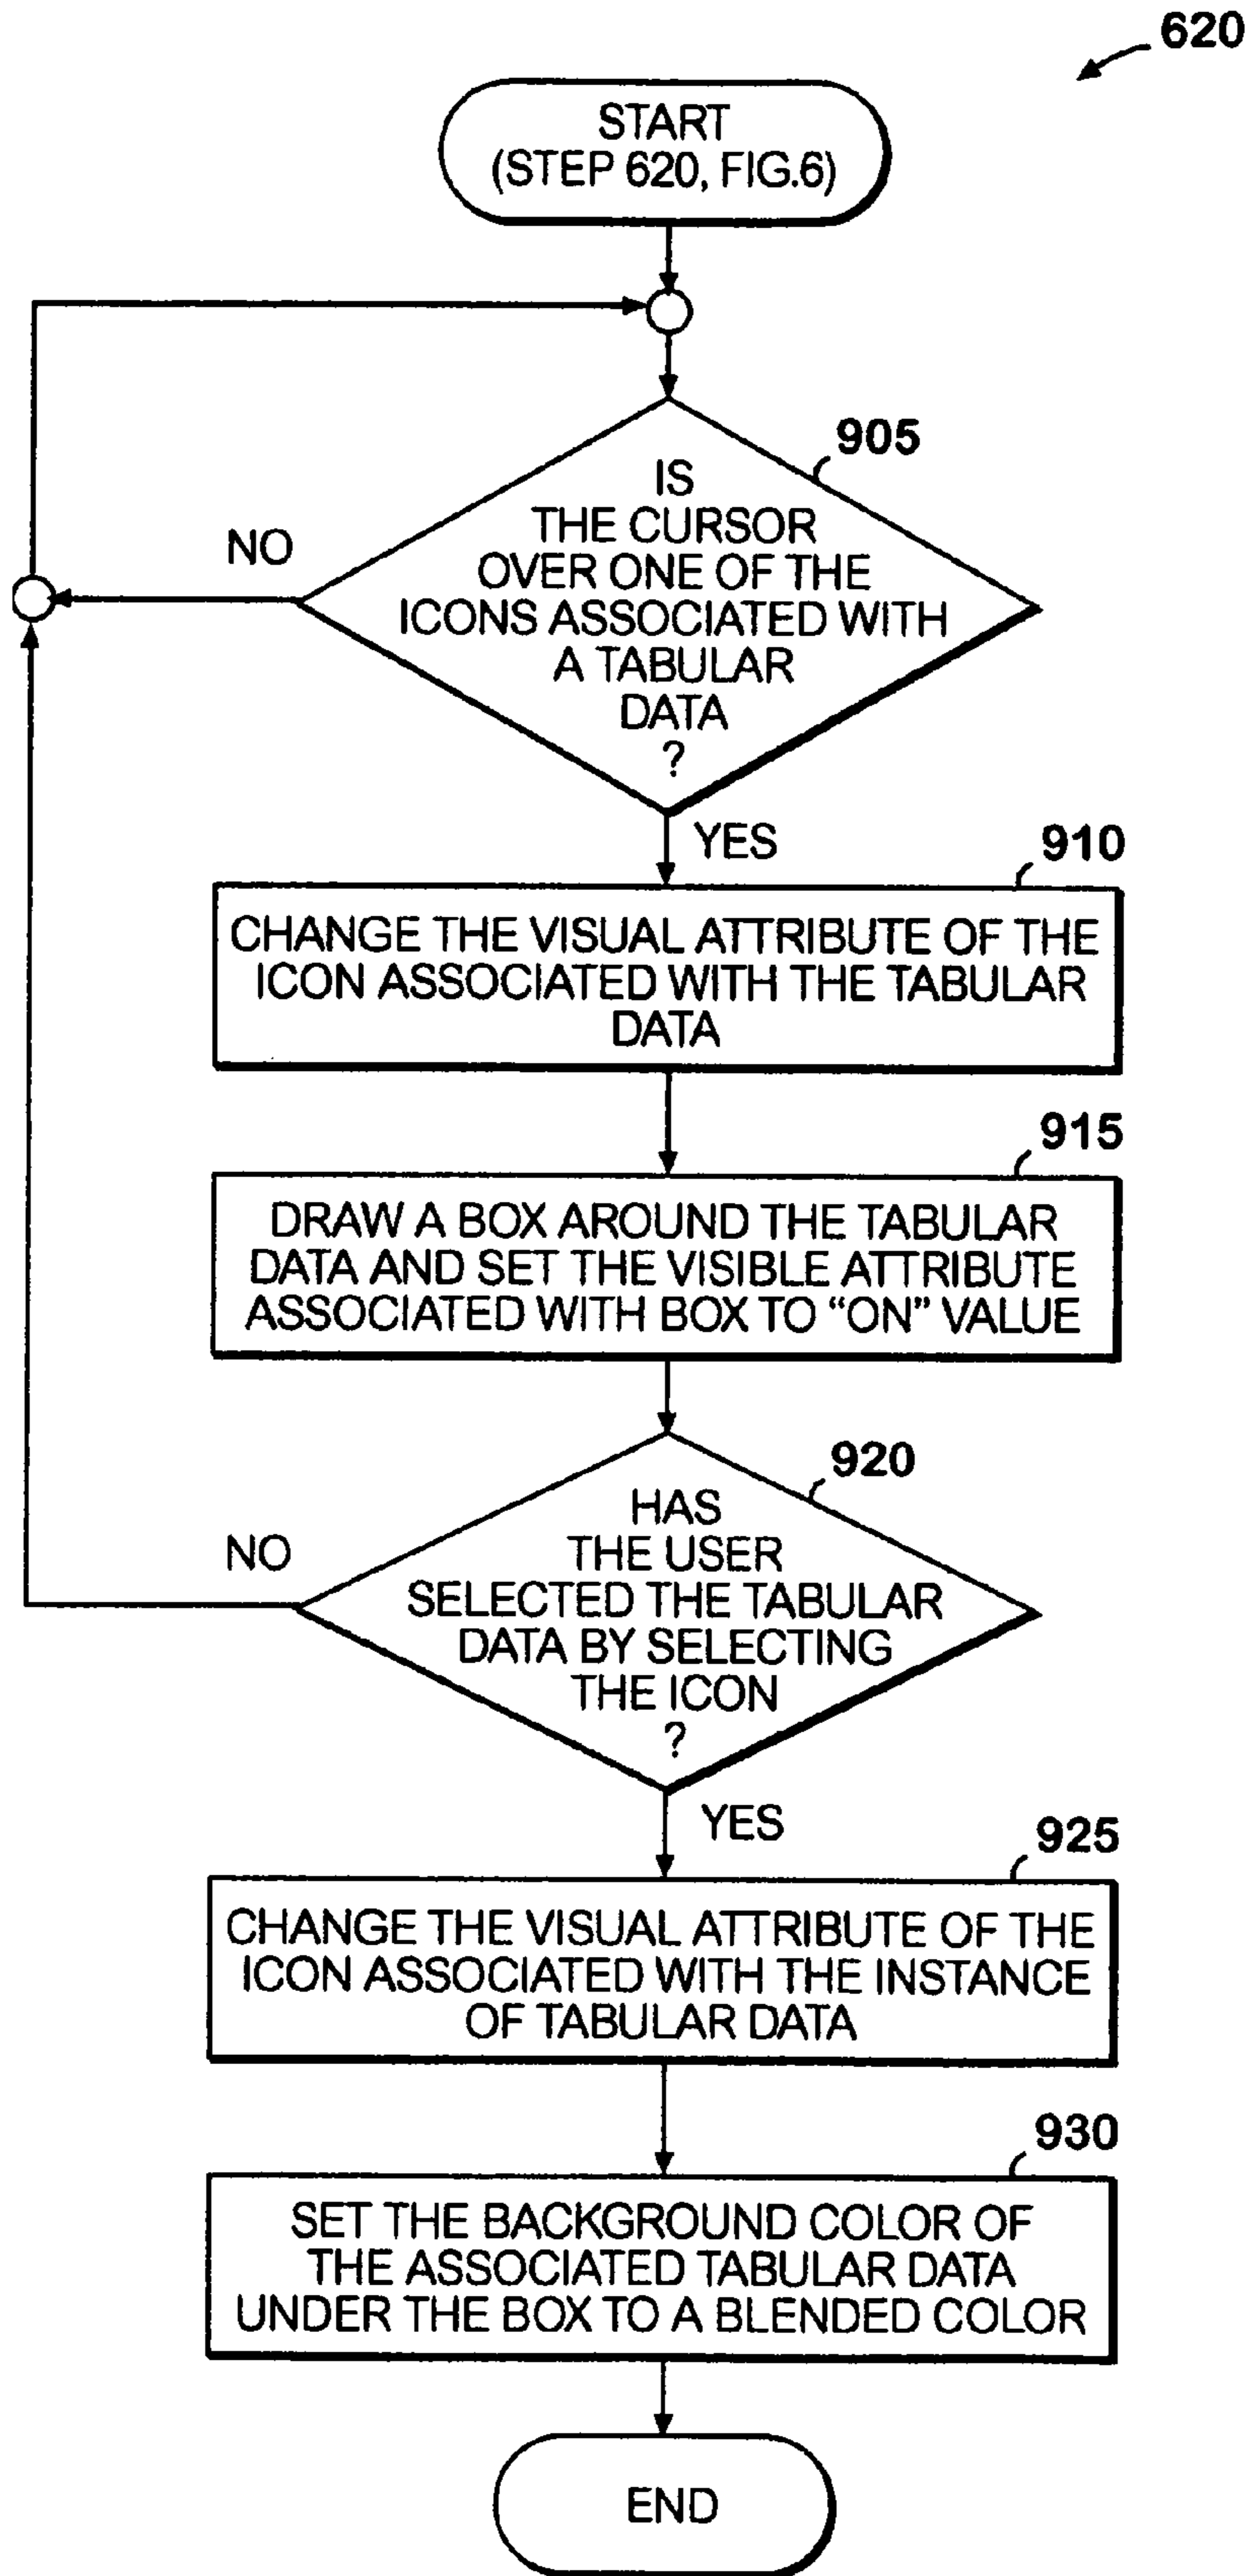 620
START
(STEP 620, FIG.6)
905
IS
THE CURSOR
OVER ONE OF THE
ICONS ASSOCIATED WITH
A TABULAR
DATA
?
NO
YES
910
CHANGE THE VISUAL ATTRIBUTE OF THE
ICON ASSOCIATED WITH THE TABULAR
DATA
915
DRAW A BOX AROUND THE TABULAR
DATA AND SET THE VISIBLE ATTRIBUTE
ASSOCIATED WITH BOX TO “ON” VALUE
920
HAS
THE USER
SELECTED THE TABULAR
DATA BY SELECTING
THE ICON
?
NO
YES
925
CHANGE THE VISUAL ATTRIBUTE OF THE
ICON ASSOCIATED WITH THE INSTANCE
OF TABULAR DATA
930
SET THE BACKGROUND COLOR OF
THE ASSOCIATED TABULAR DATA
UNDER THE BOX TO A BLENDED COLOR
END